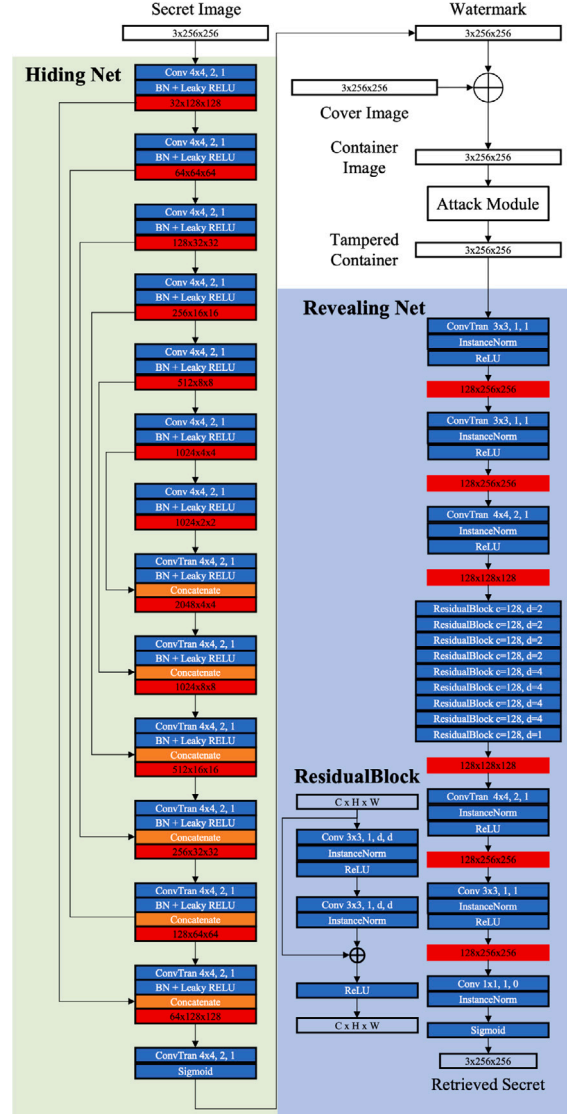 Secret Image
3x256x256
Hiding Net
Conv 4x4, 2, 1
BN + Leaky RELU
32x128x128
Conv 4x4, 2, 1
BN + Leaky RELU
64x64x64
Conv 4x4, 2, 1
BN + Leaky RELU
128x32x32
Conv 4x4, 2, 1
BN + Leaky RELU
256x16x16
Conv 4x4, 2, 1
BN + Leaky RELU
512x8x8
Conv 4x4, 2, 1
BN + Leaky RELU
1024x4x4
Conv 4x4, 2, 1
BN + Leaky RELU
1024x2x2
ConvTran 4x4, 2, 1
BN + Leaky RELU
Concatenate
2048x4x4
ConvTran 4x4, 2, 1
BN + Leaky RELU
Concatenate
1024x8x8
ConvTran 4x4, 2, 1
BN + Leaky RELU
Concatenate
512x16x16
ConvTran 4x4, 2, 1
BN + Leaky RELU
Concatenate
256x32x32
ConvTran 4x4, 2, 1
BN + Leaky RELU
Concatenate
128x64x64
ConvTran 4x4, 2, 1
BN + Leaky RELU
Concatenate
64x128x128
ConvTran 4x4, 2, 1
Sigmoid
Watermark
3x256x256
3x256x256
Cover Image
Container
Image
3x256x256
Attack Module
Tampered
Container
3x256x256
Revealing Net
ConvTran 3x3, 1, 1
InstanceNorm
ReLU
128x256x256
ConvTran 3x3, 1, 1
InstanceNorm
ReLU
128x256x256
ConvTran 4x4, 2, 1
InstanceNorm
ReLU
128x128x128
ResidualBlock c=128, d=2
ResidualBlock c=128, d=2
ResidualBlock c=128, d=2
ResidualBlock c=128, d=2
ResidualBlock c=128, d=4
ResidualBlock c=128, d=4
ResidualBlock c=128, d=4
ResidualBlock c=128, d=4
ResidualBlock c=128, d=1
128x128x128
ConvTran 4x4, 2, 1
InstanceNorm
ReLU
128x256x256
Conv 3x3, 1, 1
InstanceNorm
ReLU
128x256x256
Conv 1x1, 1, 0
InstanceNorm
Sigmoid
3x256x256
Retrieved Secret
ResidualBlock
C x H x W
Conv 3x3, 1, d, d
InstanceNorm
ReLU
Conv 3x3, 1, d, d
InstanceNorm
ReLU
C x H x W